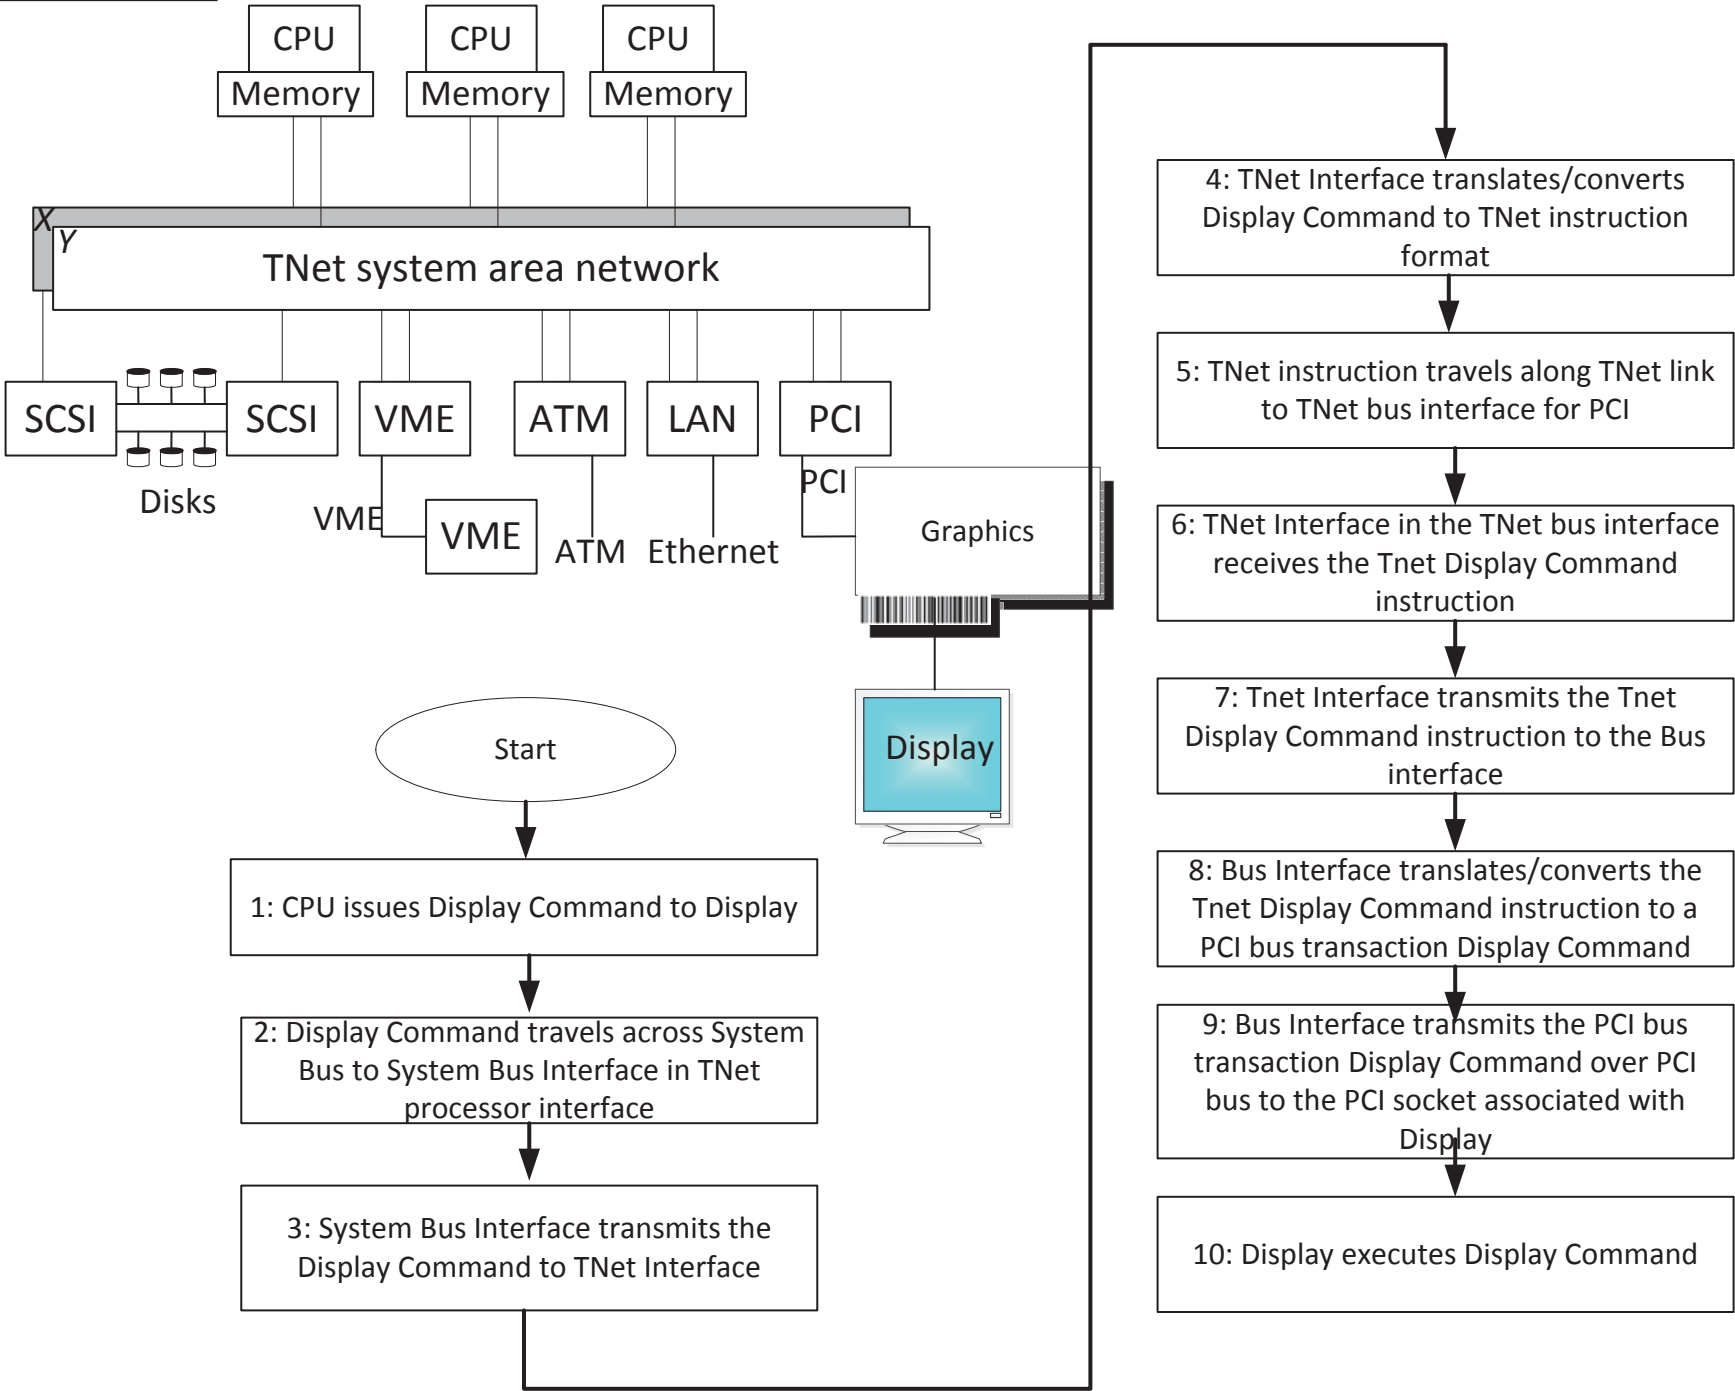 CPU
CPU
CPU
Memory
Memory
Memory
X
Y
TNet system area network
SCSI
SCSI
VME
ATM
LAN
PCI
Disks
VME
VME
ATM
Ethernet
PCI
Graphics
Display
Start
1: CPU issues Display Command to Display
2: Display Command travels across System
Bus to System Bus Interface in TNet
processor interface
3: System Bus Interface transmits the
Display Command to TNet Interface
4: TNet Interface translates/converts
Display Command to TNet instruction
format
5: TNet instruction travels along TNet link
to TNet bus interface for PCI
6: TNet Interface in the TNet bus interface
receives the Tnet Display Command
instruction
7: Tnet Interface transmits the Tnet
Display Command instruction to the Bus
interface
8: Bus Interface translates/converts the
Tnet Display Command instruction to a
PCI bus transaction Display Command
9: Bus Interface transmits the PCI bus
transaction Display Command over PCI
bus to the PCI socket associated with
Display
10: Display executes Display Command